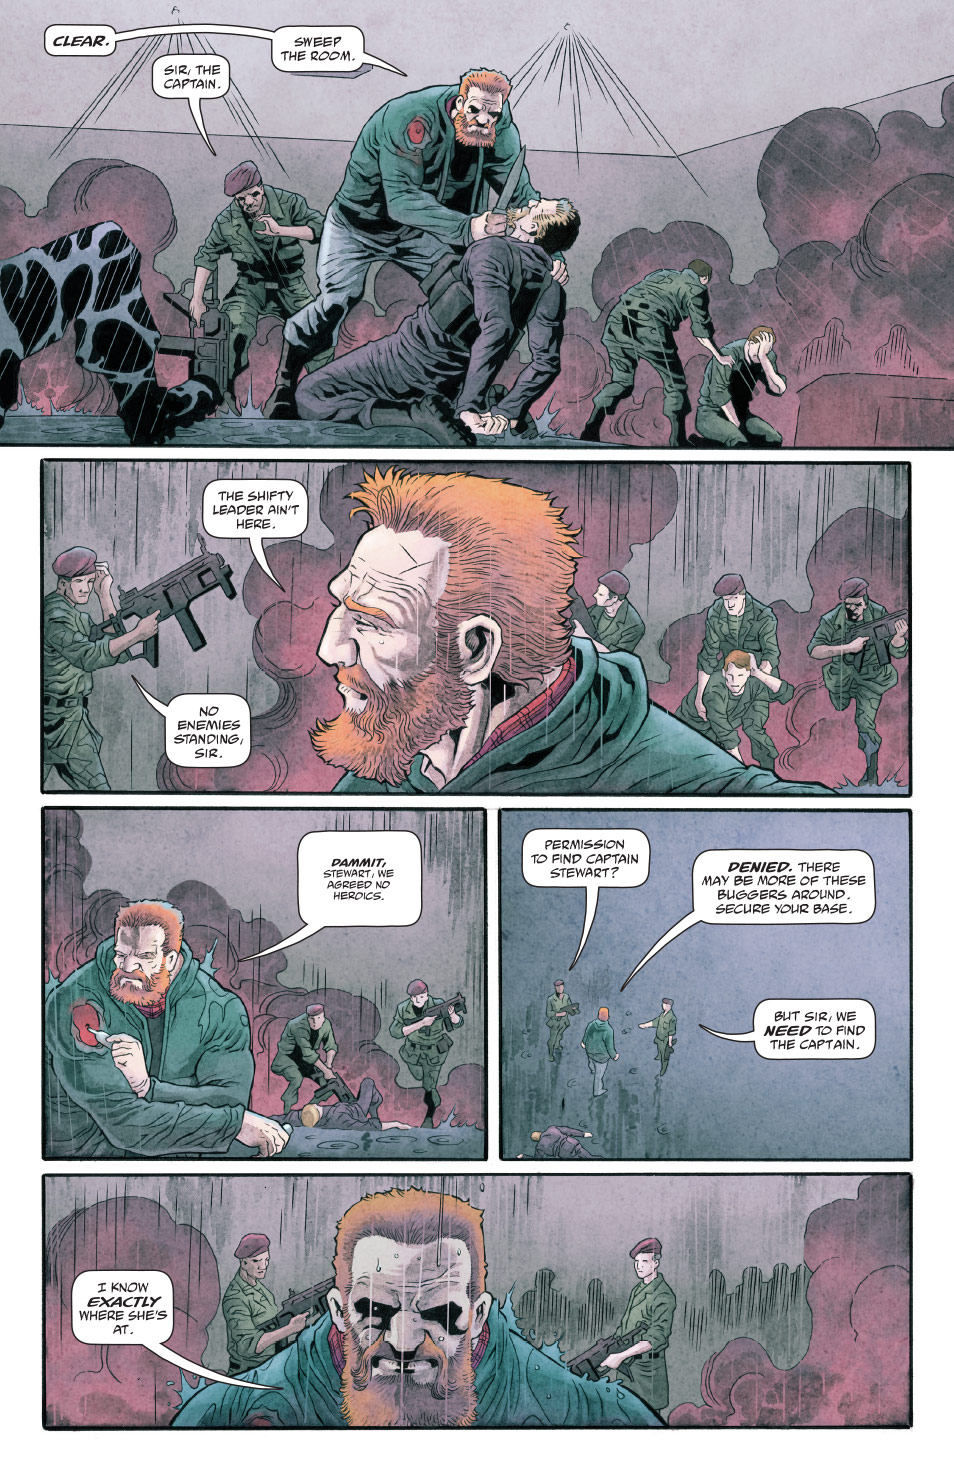 CLEAR.
SWEEP
THE ROOM.
SIR, THE
CAPTAIN.
THE SHIFTY
LEADER AIN'T
HERE.
NO
ENEMIES
STANDING,
SIR.
DAMMIT,
STEWART, WE
AGREED NO
HEROICS.
PERMISSION
TO FIND CAPTAIN
STEWART?
DENIED. THERE
MAY BE MORE OF THESE
BUGGERS AROUND.
SECURE YOUR BASE.
BUT SIR, WE
NEED TO FIND
THE CAPTAIN.
I KNOW
EXACTLY
WHERE SHE'S
AT.